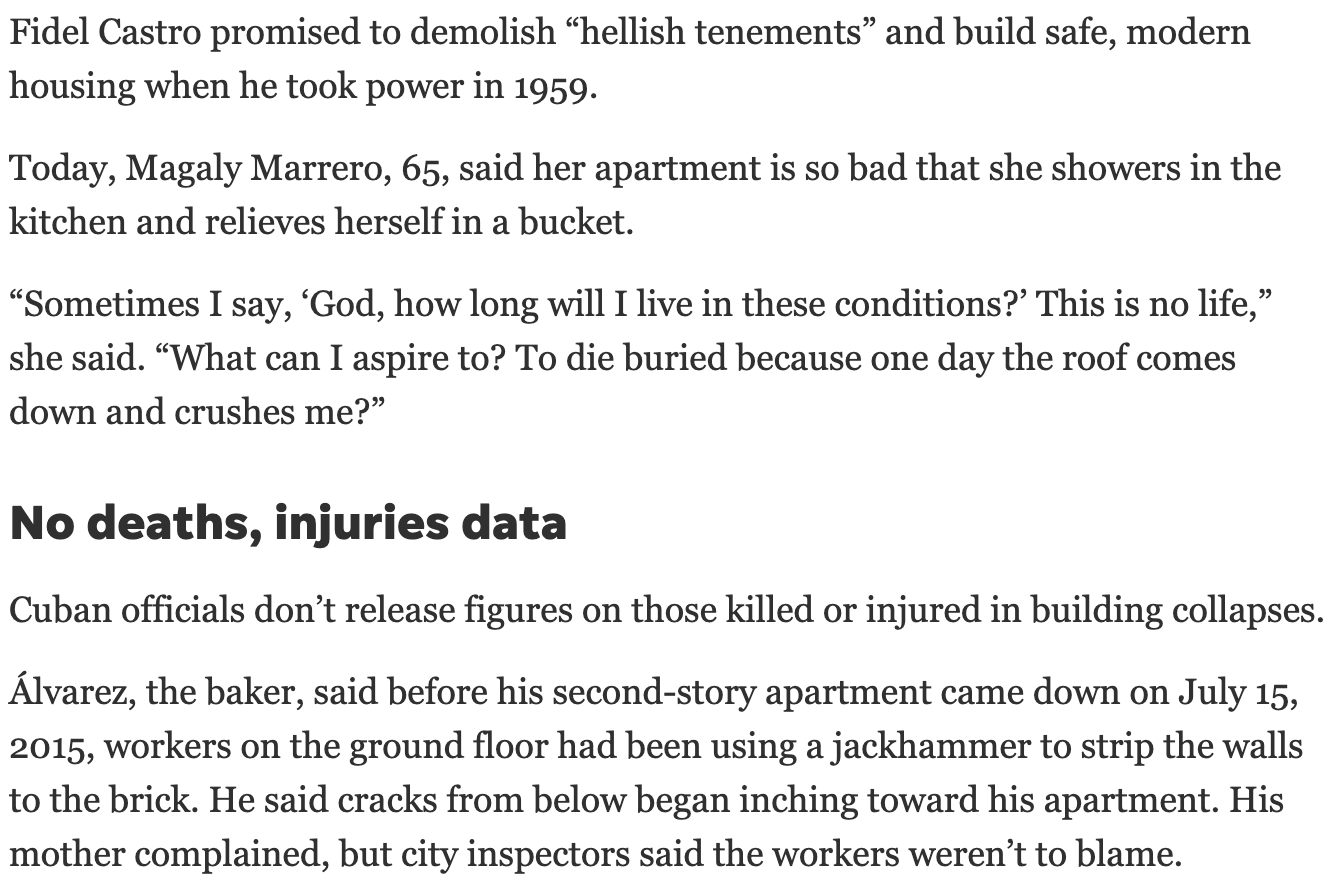 Fidel Castro promised to demolish “hellish tenements” and build safe, modern
housing when he took power in 1959.
Today, Magaly Marrero, 65, said her apartment is so bad that she showers in the
kitchen and relieves herself in a bucket.
“Sometimes I say, ‘God, how long will I live in these conditions?’ This is no life,”
she said. “What can I aspire to? To die buried because one day the roof comes
down and crushes me?”
No deaths, injuries data
Cuban officials don’t release figures on those killed or injured in building collapses.
Álvarez, the baker, said before his second-story apartment came down on July 15,
2015, workers on the ground floor had been using a jackhammer to strip the walls
to the brick. He said cracks from below began inching toward his apartment. His
mother complained, but city inspectors said the workers weren’t to blame.